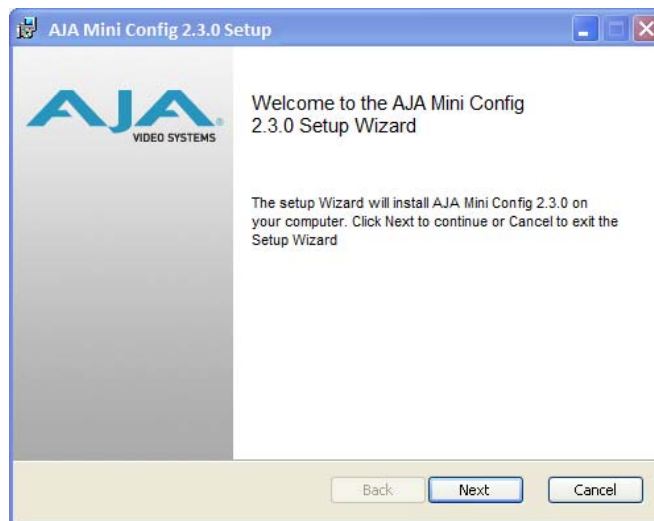 AJA Mini Config 2.3.0 Setup
AJA
VIDEO SYSTEMS
Welcome to the AJA Mini Config
2.3.0 Setup Wizard
The setup Wizard will install AJA Mini Config 2.3.0 on
your computer. Click Next to continue or Cancel to exit the
Setup Wizard
Back
Next
Cancel